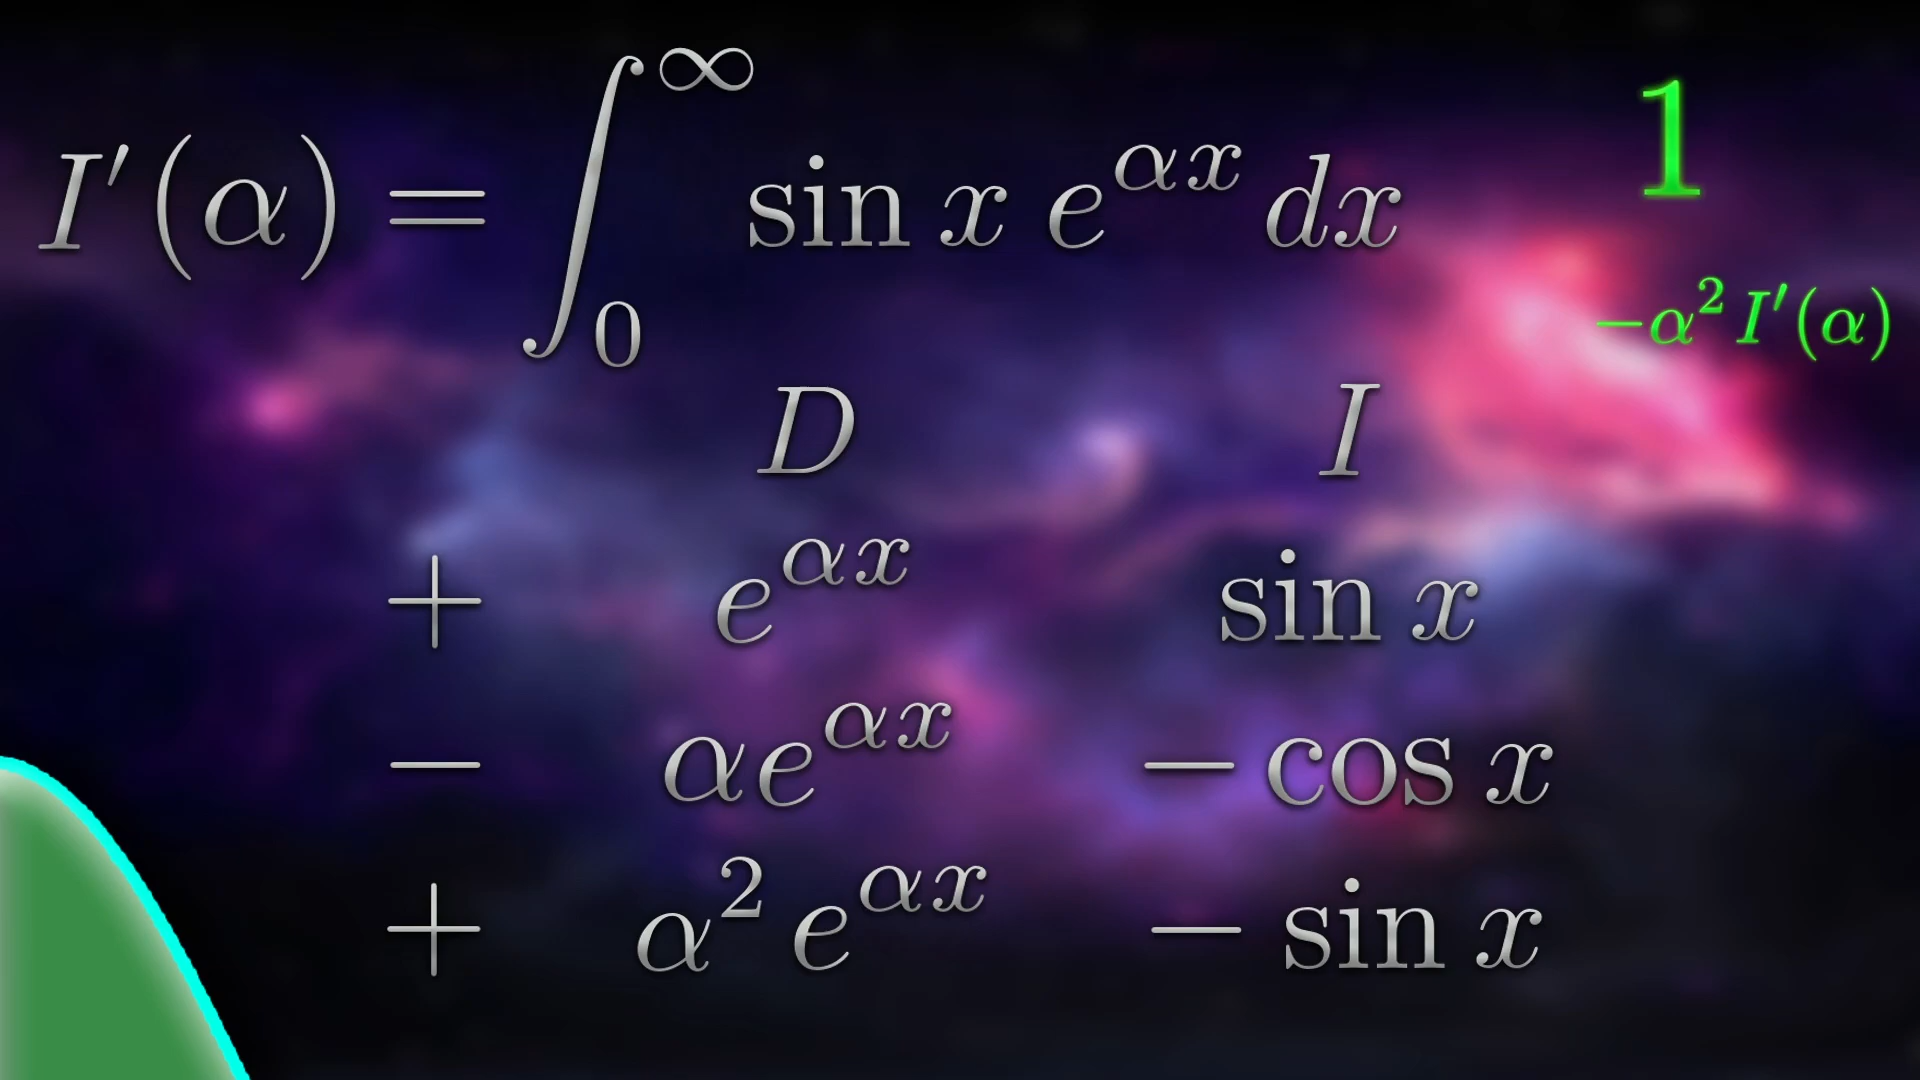 I′(α) = ∫₀^∞ sin x e^{αx} dx
1
−α² I′(α)
D I
+ e^{αx} sin x
− αe^{αx} − cos x
+ α² e^{αx} − sin x